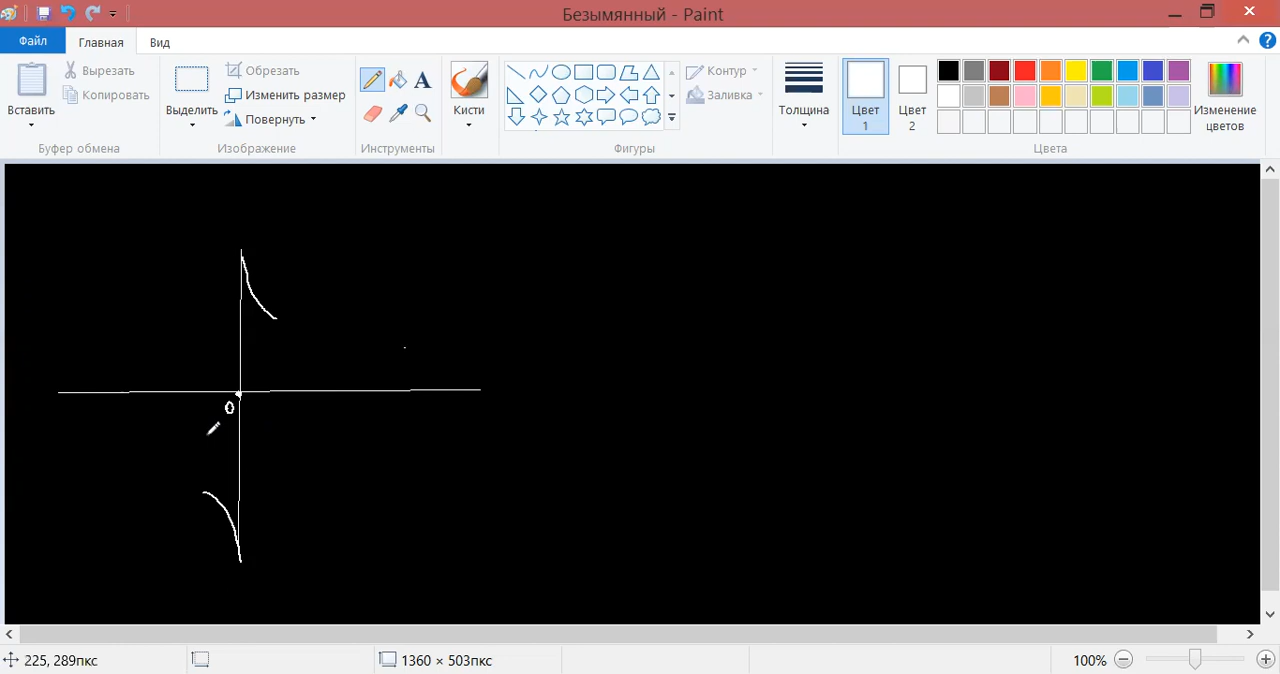 Безымянный - Paint
Файл Главная Вид
Вставить
Вырезать
Копировать
Буфер обмена
Выделить
Обрезать
Изменить размер
Повернуть
Изображение
Инструменты
Кисти
Контур
Заливка
Фигуры
Толщина
Цвет
1
Цвет
2
Изменение
цветов
Цвета
0
225, 289пкс
1360 × 503пкс
100%